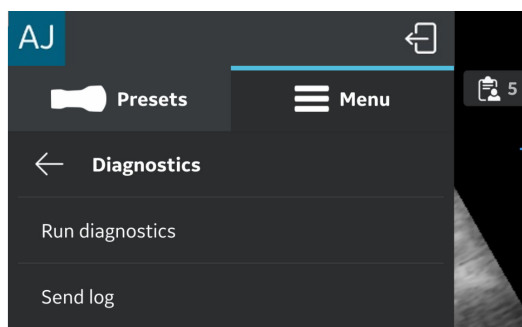 AJ
Presets
Menu
5
Diagnostics
Run diagnostics
Send log